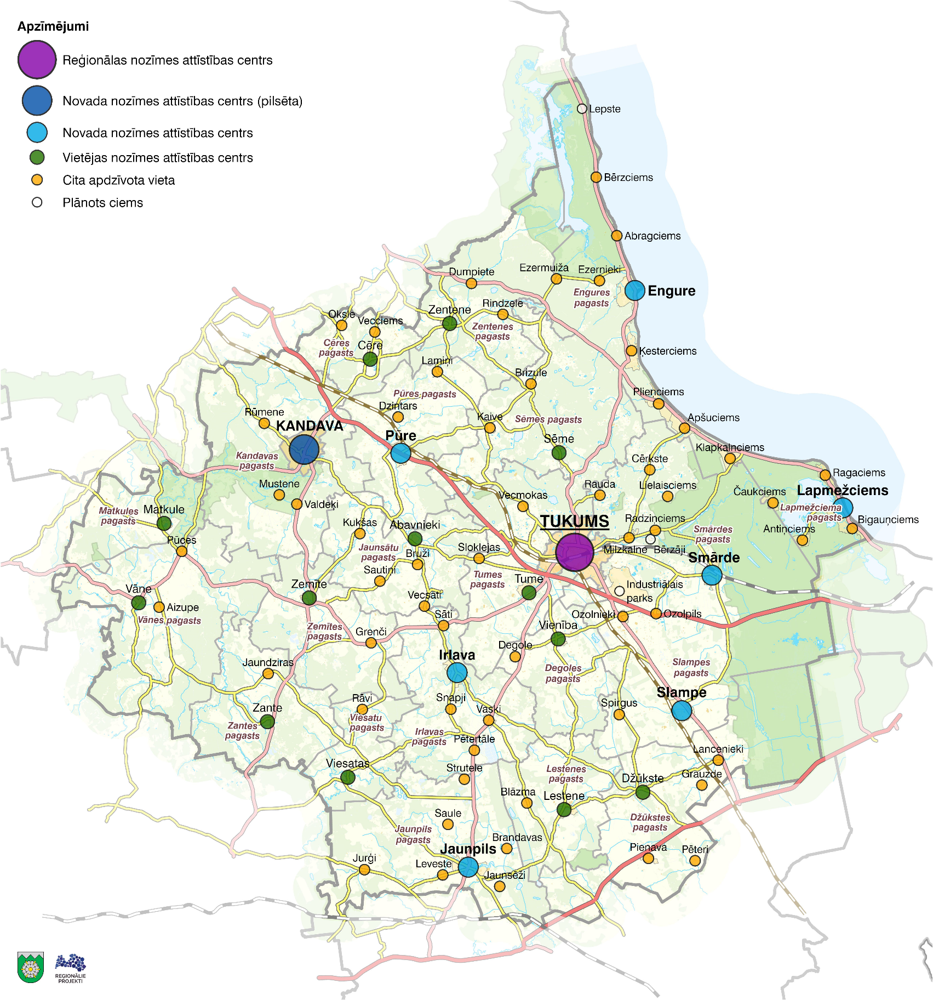 Apzīmējumi
Reģionālas nozīmes attīstības centrs
Novada nozīmes attīstības centrs (pilsēta)
Novada nozīmes attīstības centrs
Vietējas nozīmes attīstības centrs
Cita apdzīvota vieta
Plānots ciems
Lepste
Bērzciems
Abragciems
Dumpiete
Ezermuiža
Ezernieki
Engures
pagasts
Engure
Rindzele
Zentene
Zentenes
pagasts
Oksle
Vecciems
Cēres
pagasts
Cēre
Ķesterciems
Lamiņi
Brizule
Pūres pagasts
Plieņciems
Dzintars
Rūmene
KANDAVA
Kaive
Sēmes pagasts
Apšuciems
Pūre
Sēme
Klapkalnciems
Kandavas
pagasts
Cērkste
Ragaciems
Mustene
Rauda
Lielaisciems
Čaukciems
Lapmežciems
Valdeķi
Vecmokas
Matkules
pagasts
Matkule
Lapmežciema
pagasts
Bigauņciems
Kukšas
Abavnieki
TUKUMS
Radziņciems
Smārdes
pagasts
Antiņciems
Pūces
Jaunsātu
pagasts
Bruži
Sloklejas
Milzkalne
Bērzāji
Smārde
Sautiņi
Tumes
pagasts
Tume
Zemīte
Vecsāti
Industriālais
parks
Vāne
Aizupe
Vānes pagasts
Sāti
Ozolnieki
Ozolpils
Zemītes
pagasts
Grenči
Vienība
Degole
Irlava
Jaundziras
Degoles
pagasts
Slampes
pagasts
Rāvi
Snapji
Slampe
Zante
Vaski
Spirgus
Viesatu
pagasts
Zantes
pagasts
Irlavas
pagasts
Pētertāle
Lancenieki
Viesatas
Strutele
Lestenes
pagasts
Džūkste
Grauzde
Blāzma
Lestene
Saule
Džūkstes
pagasts
Jaunpils
pagasts
Brandavas
Jaunpils
Pienava
Pēteri
Jurģi
Leveste
Jaunsēži
REĢIONĀLIE
PROJEKTI